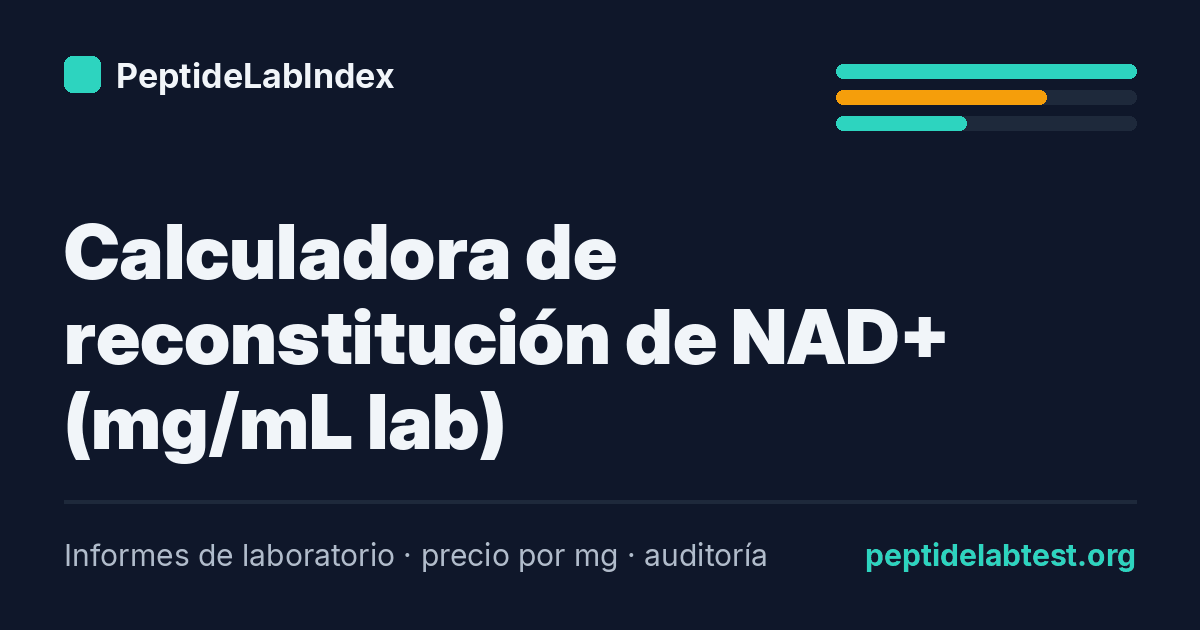 PeptideLabIndex
Calculadora de
reconstitución de NAD+
(mg/mL lab)
Informes de laboratorio · precio por mg · auditoría
peptidelabtest.org